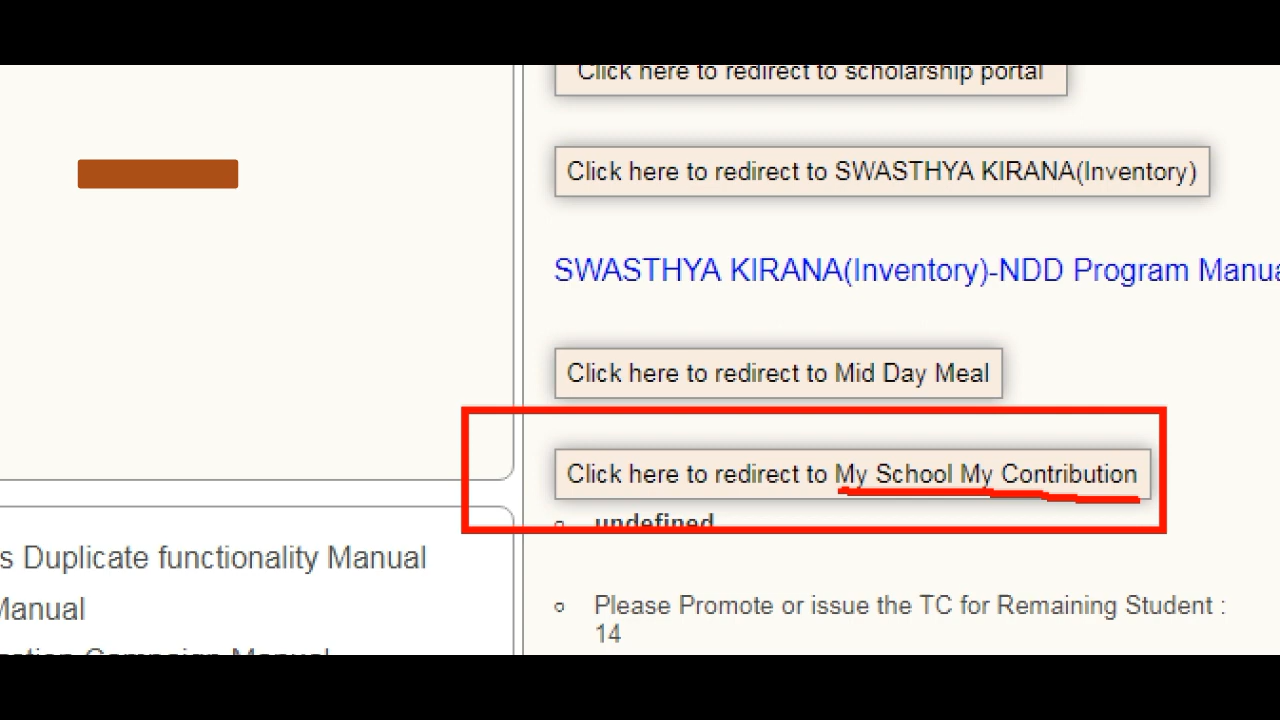 Click here to redirect to scholarship portal
Click here to redirect to SWASTHYA KIRANA(Inventory)
SWASTHYA KIRANA(Inventory)-NDD Program
Click here to redirect to Mid Day Meal
Click here to redirect to My School My Contribution
undefined
Please Promote or issue the TC for Remaining Student :
14
s Duplicate functionality Manual
Manual
Campaign Manual